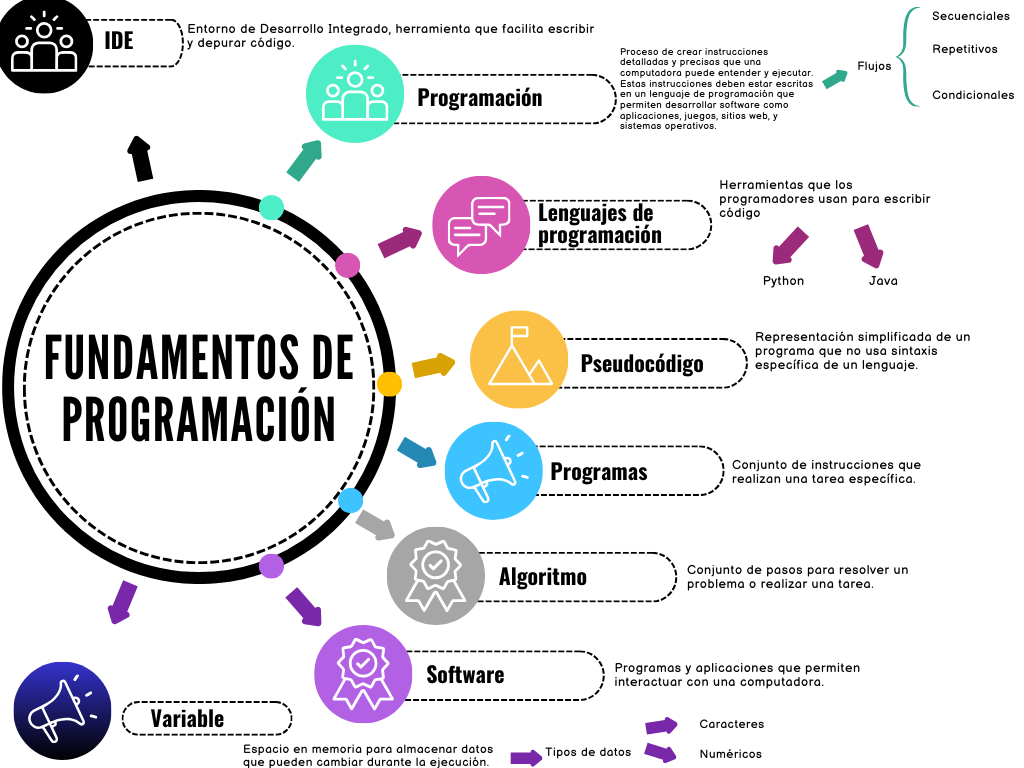 IDE
Entorno de Desarrollo Integrado, herramienta que facilita escribir
y depurar código.
Programación
Proceso de crear instrucciones
detalladas y precisas que una
computadora puede entender y ejecutar.
Estas instrucciones deben estar escritas
en un lenguaje de programación que
permiten desarrollar software como
aplicaciones, juegos, sitios web, y
sistemas operativos.
Flujos
Secuenciales
Repetitivos
Condicionales
Lenguajes de
programación
Herramientas que los
programadores usan para escribir
código
Python
Java
FUNDAMENTOS DE
PROGRAMACIÓN
Pseudocódigo
Representación simplificada de un
programa que no usa sintaxis
específica de un lenguaje.
Programas
Conjunto de instrucciones que
realizan una tarea específica.
Algoritmo
Conjunto de pasos para resolver un
problema o realizar una tarea.
Software
Programas y aplicaciones que permiten
interactuar con una computadora.
Variable
Espacio en memoria para almacenar datos
que pueden cambiar durante la ejecución.
Tipos de datos
Caracteres
Numéricos